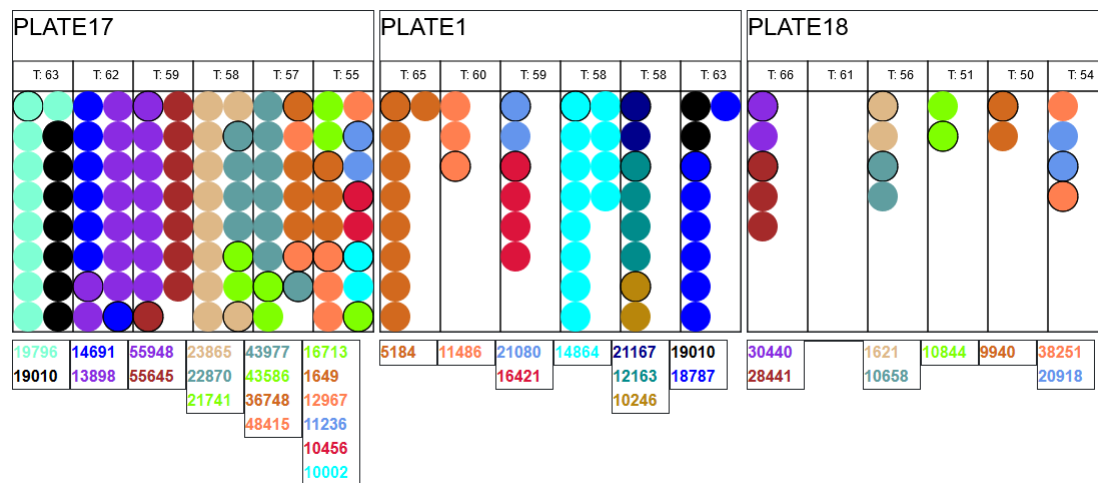 PLATE17 PLATE1 PLATE18
T: 63 T: 62 T: 59 T: 58 T: 57 T: 55 T: 65 T: 60 T: 59 T: 58 T: 58 T: 63 T: 66 T: 61 T: 56 T: 51 T: 50 T: 54
19796 14691 55948 23865 43977 16713 5184 11486 21080 14864 21167 19010 30440 1621 10844 9940 38251
19010 13898 55645 22870 43586 1649 16421 12163 18787 28441 10658 20918
21741 36748 12967 10246
48415 11236
10456
10002